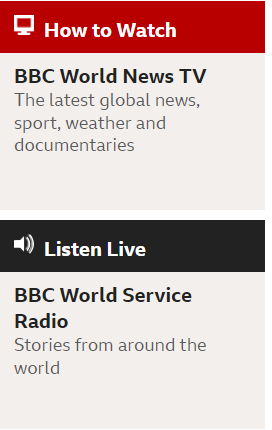 How to Watch
BBC World News TV
The latest global news,
sport, weather and
documentaries
Listen Live
BBC World Service
Radio
Stories from around the
world